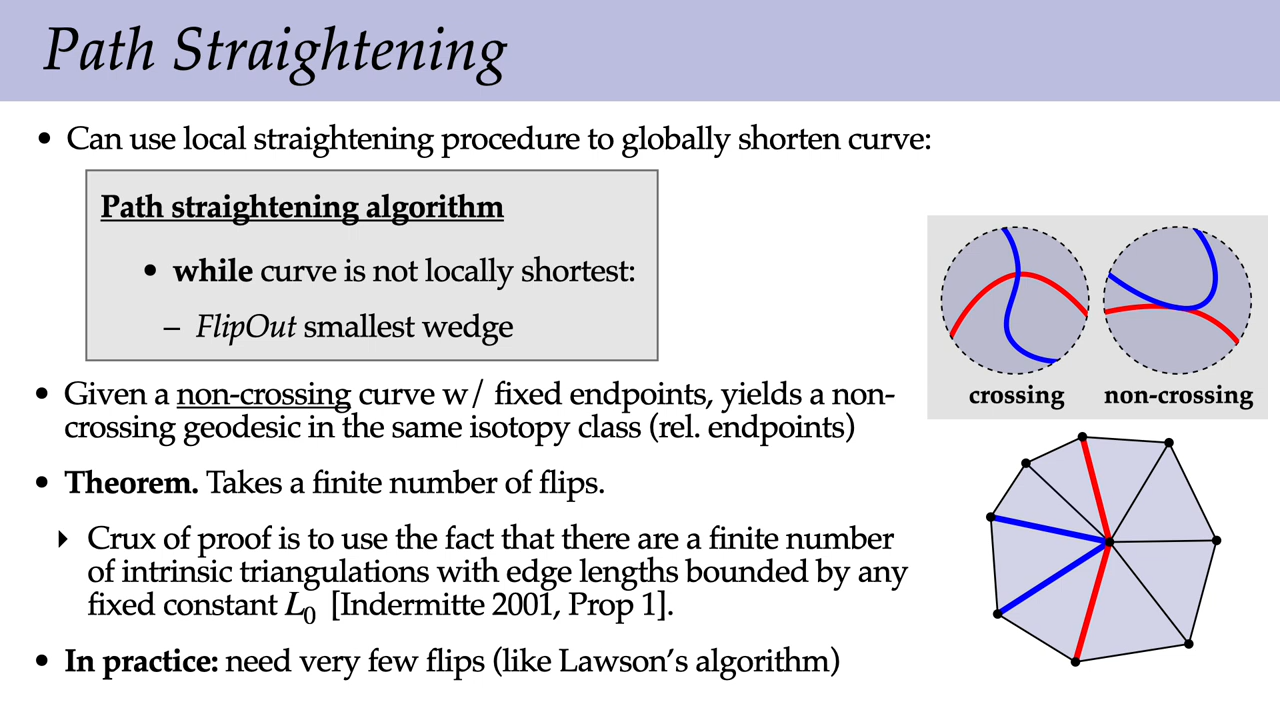 Path Straightening
• Can use local straightening procedure to globally shorten curve:
Path straightening algorithm
• while curve is not locally shortest:
– FlipOut smallest wedge
• Given a non-crossing curve w/ fixed endpoints, yields a non-
crossing geodesic in the same isotopy class (rel. endpoints)
• Theorem. Takes a finite number of flips.
‣ Crux of proof is to use the fact that there are a finite number
of intrinsic triangulations with edge lengths bounded by any
fixed constant L₀ [Indermitte 2001, Prop 1].
• In practice: need very few flips (like Lawson’s algorithm)
crossing
non-crossing